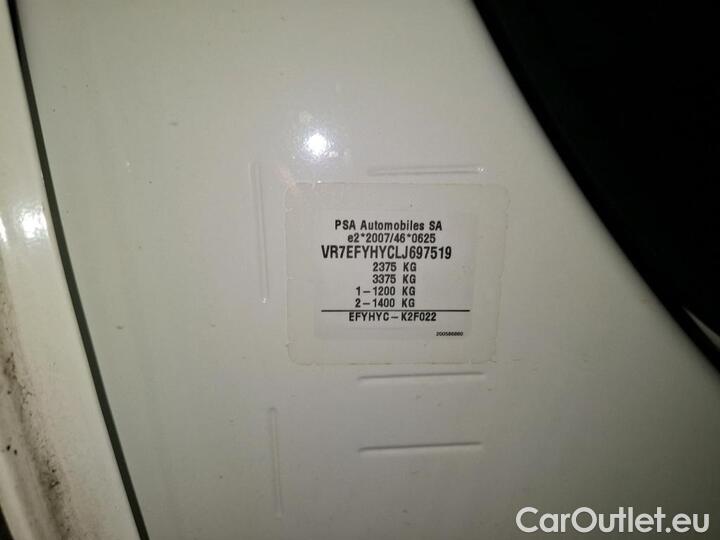 PSA Automobiles SA
e2*2007/46*0625
VR7EFYHYCLJ697519
2375 KG
3375 KG
1-1200 KG
2-1400 KG
EFYHYC-K2F022
200586860
CarOutlet.eu